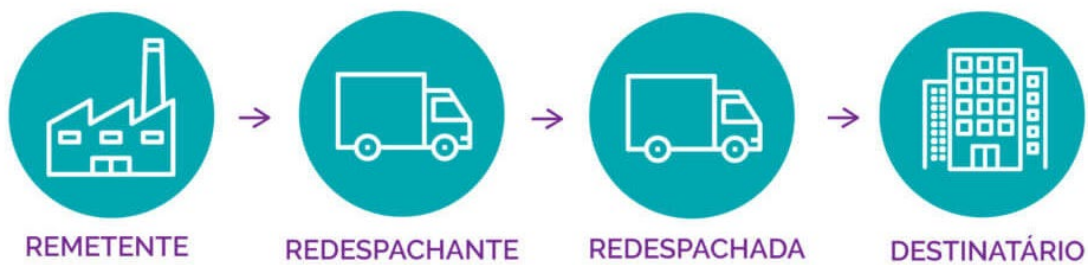 REMETENTE
REDESPACHANTE
REDESPACHADA
DESTINATÁRIO